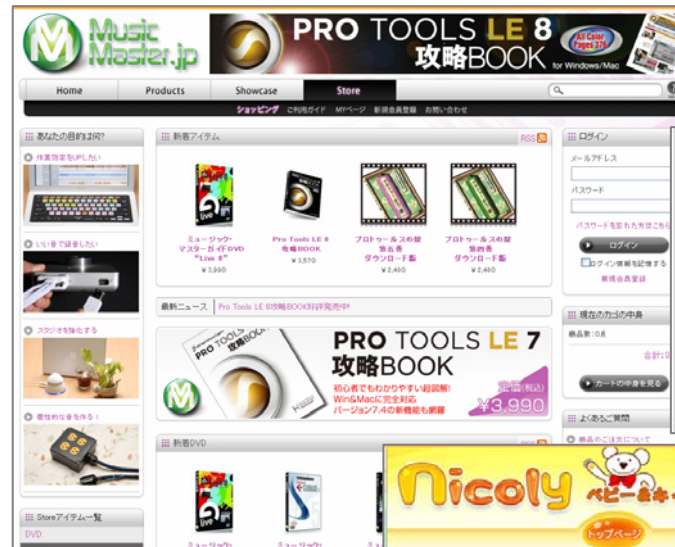 Music
Master.jp
PRO TOOLS LE 8
攻略BOOK
All Color
Pages 376
for Windows/Mac
Home
Products
Showcase
Store
ショッピング
ご利用ガイド
MYページ
新規会員登録
お問い合わせ
あなたの目的は何?
作業効率をUPしたい
いい音で録音したい
スタジオを強化する
個性的な音を作る!
Storeアイテム一覧
DVD
新着アイテム
RSS
ミュージック・
マスターガイドDVD
"Live 8"
¥3,990
Pro Tools LE 8
攻略BOOK
¥3,570
プロトゥールスの掟
第五巻
ダウンロード版
¥2,480
プロトゥールスの掟
第四巻
ダウンロード版
¥2,480
最新ニュース
Pro Tools LE 8攻略BOOK好評発売中!
PRO TOOLS
攻略BOOK
PRO TOOLS LE 7
攻略BOOK
初心者でもわかりやすい超図解!
Win&Macに完全対応
バージョン7.4の新機能も網羅
定価(税込)
¥3,990
新着DVD
ログイン
メールアドレス
パスワード
パスワードを忘れた方はこちら
ログイン
ログイン情報を記憶する
新規会員登録
現在のカゴの中身
商品数:0点
合計:0
カートの中身を見る
よくあるご質問
商品のご注文について
nicoly
ベビー&キッ
トップページ